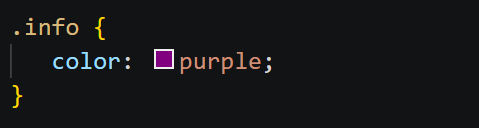 .info {
   color: purple;
}